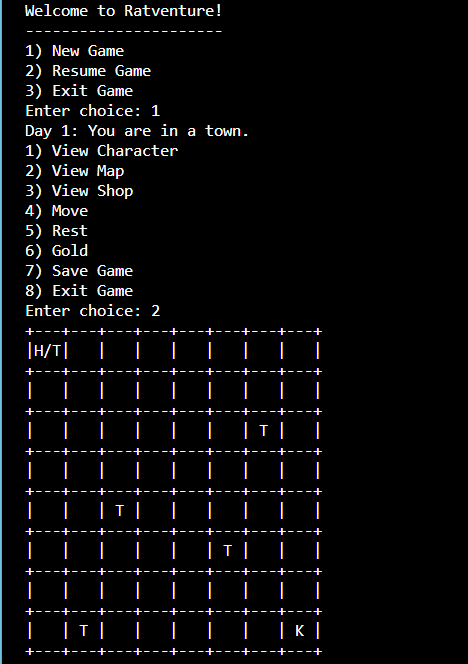 Welcome to Ratventure!
----------------------
1) New Game
2) Resume Game
3) Exit Game
Enter choice: 1
Day 1: You are in a town.
1) View Character
2) View Map
3) View Shop
4) Move
5) Rest
6) Gold
7) Save Game
8) Exit Game
Enter choice: 2
+---+---+---+---+---+---+---+---+
|H/T|   |   |   |   |   |   |   |
+---+---+---+---+---+---+---+---+
|   |   |   |   |   |   |   |   |
+---+---+---+---+---+---+---+---+
|   |   |   |   |   |   | T |   |
+---+---+---+---+---+---+---+---+
|   |   |   |   |   |   |   |   |
+---+---+---+---+---+---+---+---+
|   |   | T |   |   |   |   |   |
+---+---+---+---+---+---+---+---+
|   |   |   |   |   | T |   |   |
+---+---+---+---+---+---+---+---+
|   |   |   |   |   |   |   |   |
+---+---+---+---+---+---+---+---+
|   | T |   |   |   |   |   | K |
+---+---+---+---+---+---+---+---+